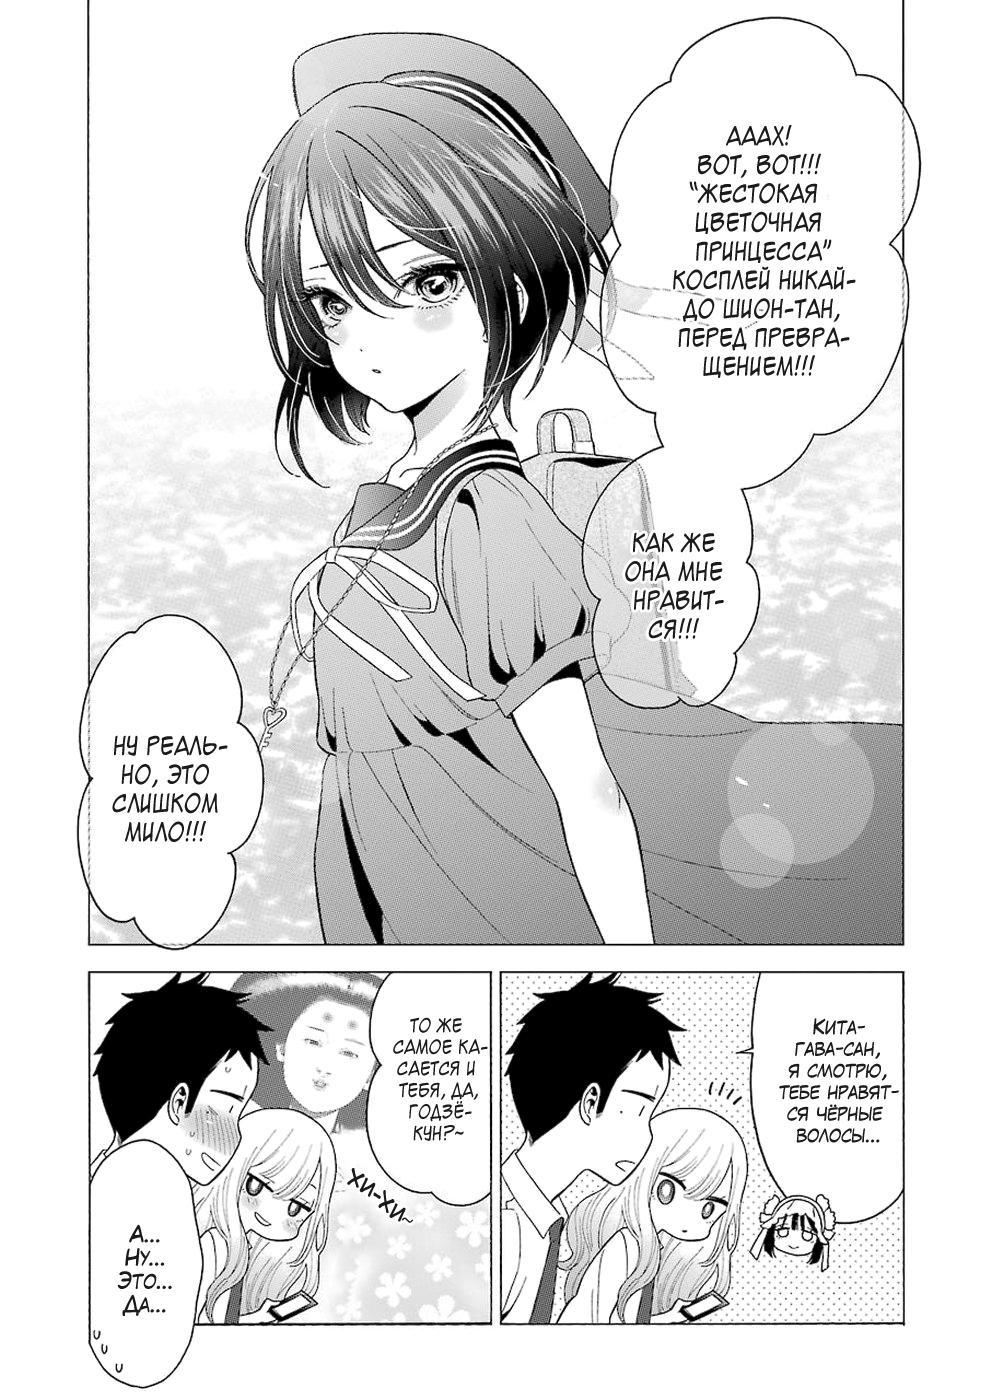 АААХ!
ВОТ, ВОТ!!!
"ЖЕСТОКАЯ
ЦВЕТОЧНАЯ
ПРИНЦЕССА"
КОСПЛЕЙ НИКАЙ-
ДО ШИОН-ТАН,
ПЕРЕД ПРЕВРА-
ЩЕНИЕМ!!!
КАК ЖЕ
ОНА МНЕ
НРАВИТ-
СЯ!!!
НУ РЕАЛЬ-
НО, ЭТО
СЛИШКОМ
МИЛО!!!
КИТА-
ГАВА-САН,
Я СМОТРЮ,
ТЕБЕ НРАВЯТ-
СЯ ЧЁРНЫЕ
ВОЛОСЫ...
ТО ЖЕ
САМОЕ КА-
САЕТСЯ И
ТЕБЯ, ДА,
ГОДЗЁ-
КУН?~
ХИ-ХИ~
А...
НУ...
ЭТО...
ДА...